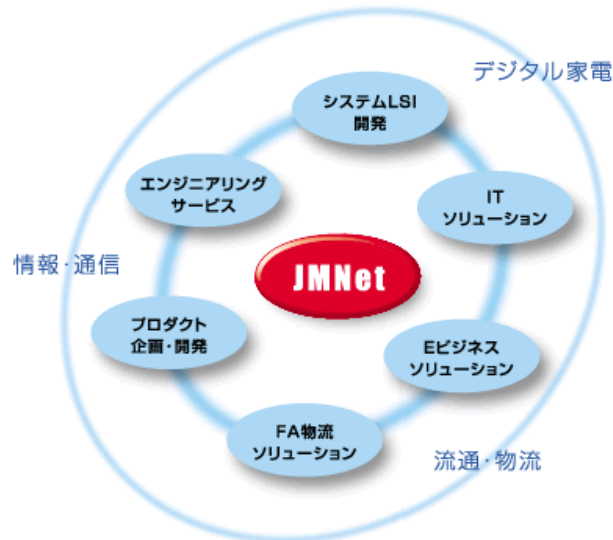 デジタル家電
システムLSI
開発
エンジニアリング
サービス
IT
ソリューション
情報・通信
JMNet
プロダクト
企画・開発
Eビジネス
ソリューション
FA物流
ソリューション
流通・物流